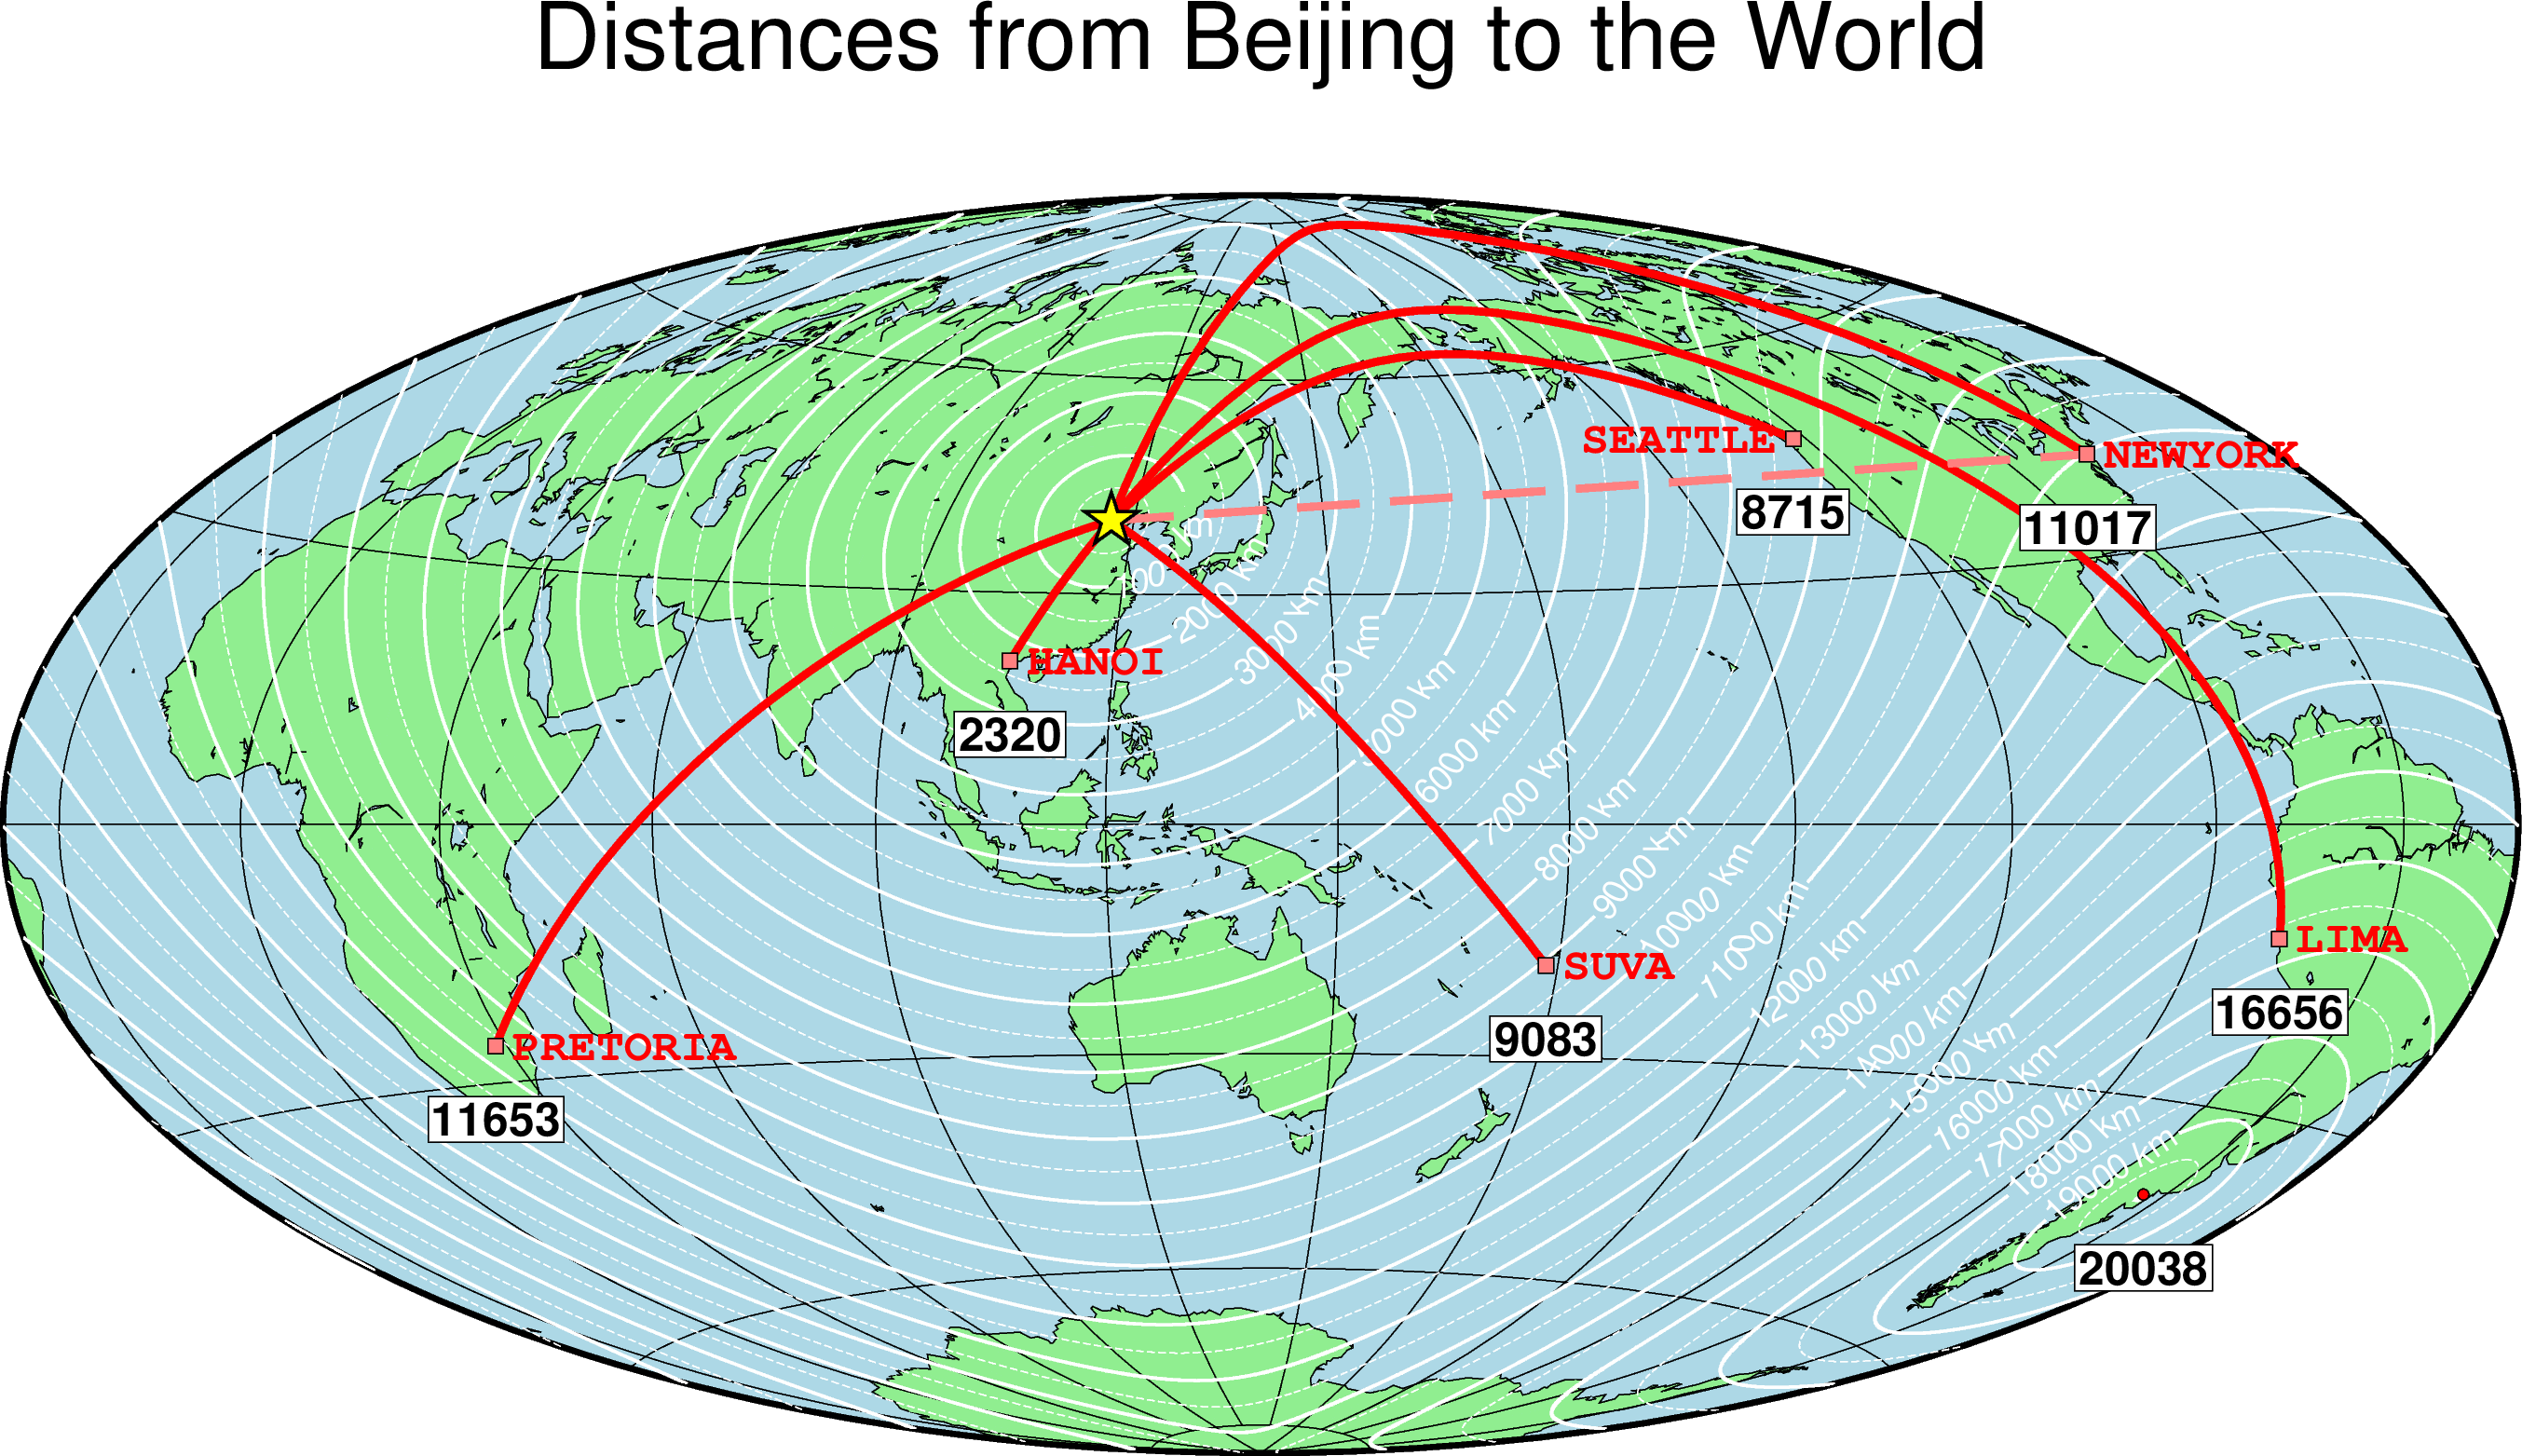 Distances from Beijing to the World
SEATTLE
NEWYORK
8715
11017
1000 km
2000 km
3000 km
4000 km
5000 km
6000 km
7000 km
8000 km
9000 km
10000 km
11000 km
12000 km
13000 km
14000 km
15000 km
16000 km
17000 km
18000 km
19000 km
HANOI
2320
LIMA
SUVA
16656
9083
PRETORIA
11653
20038